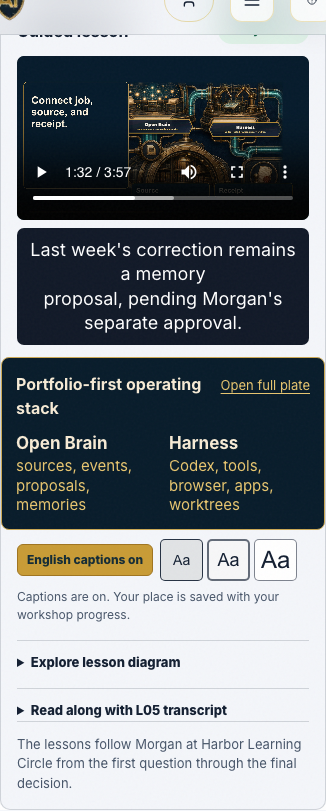 Guided lesson
Connect job,
source, and
receipt.
Open Brain
Harness
Source
Receipt
1:32 / 3:57
Last week's correction remains
a memory
proposal, pending Morgan's
separate approval.
Portfolio-first operating
stack
Open full plate
Open Brain
sources, events,
proposals,
memories
Harness
Codex, tools,
browser, apps,
worktrees
English captions on
Aa
Aa
Aa
Captions are on. Your place is saved with your
workshop progress.
Explore lesson diagram
Read along with L05 transcript
The lessons follow Morgan at Harbor Learning
Circle from the first question through the final
decision.